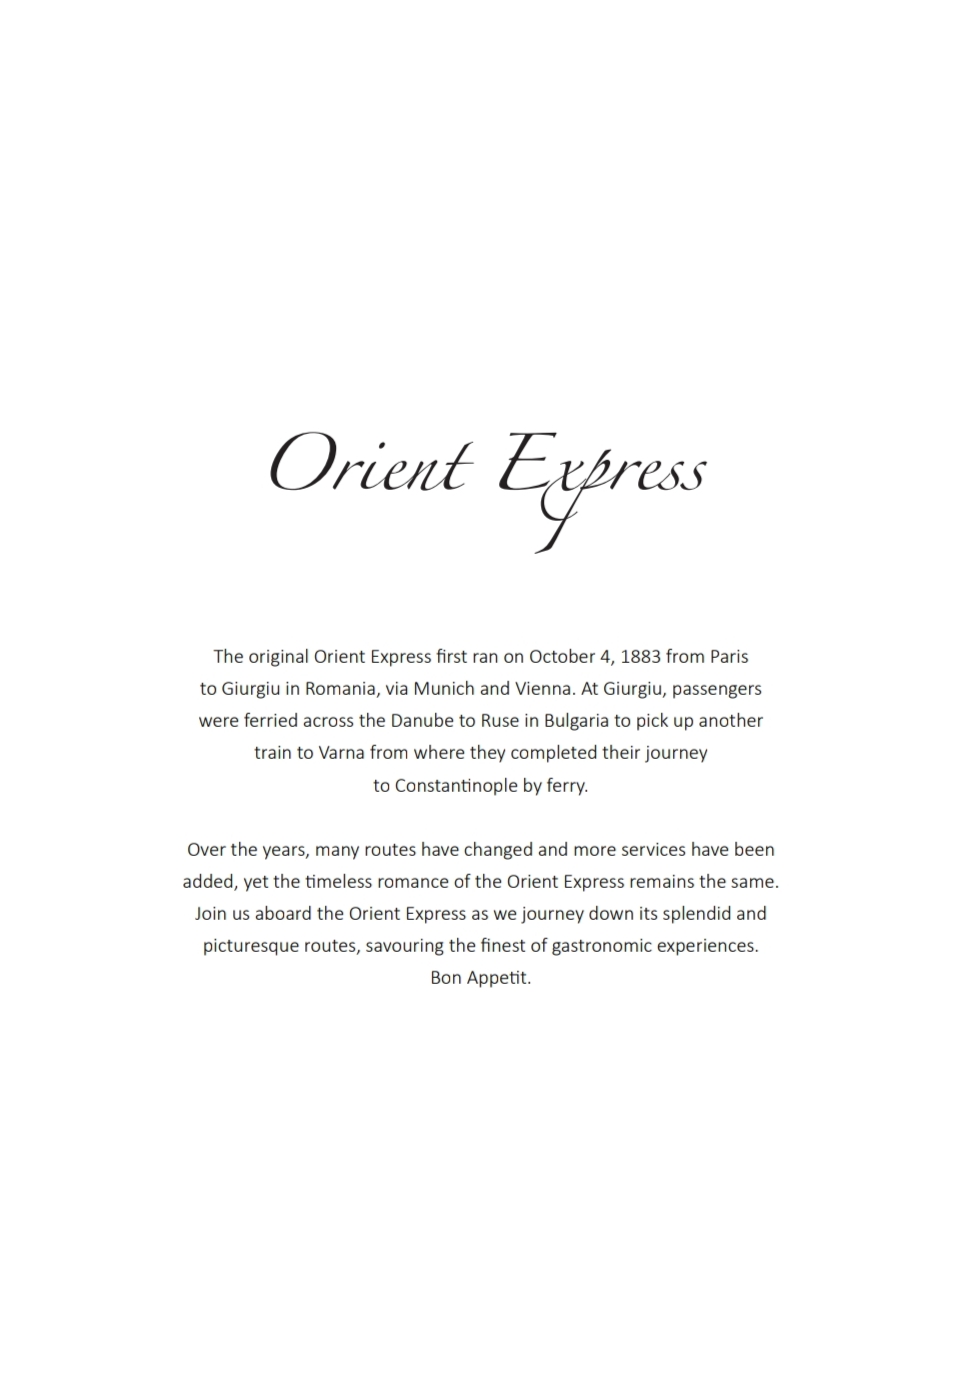 Orient Express
The original Orient Express first ran on October 4, 1883 from Paris
to Giurgiu in Romania, via Munich and Vienna. At Giurgiu, passengers
were ferried across the Danube to Ruse in Bulgaria to pick up another
train to Varna from where they completed their journey
to Constantinople by ferry.
Over the years, many routes have changed and more services have been
added, yet the timeless romance of the Orient Express remains the same.
Join us aboard the Orient Express as we journey down its splendid and
picturesque routes, savouring the finest of gastronomic experiences.
Bon Appetit.